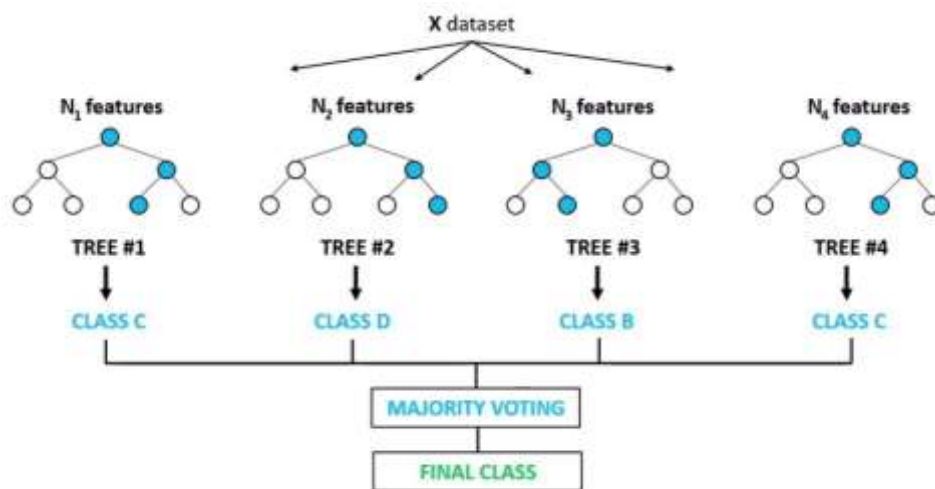 X dataset
N₁ features N₂ features N₃ features N₄ features
TREE #1 TREE #2 TREE #3 TREE #4
CLASS C CLASS D CLASS B CLASS C
MAJORITY VOTING
FINAL CLASS